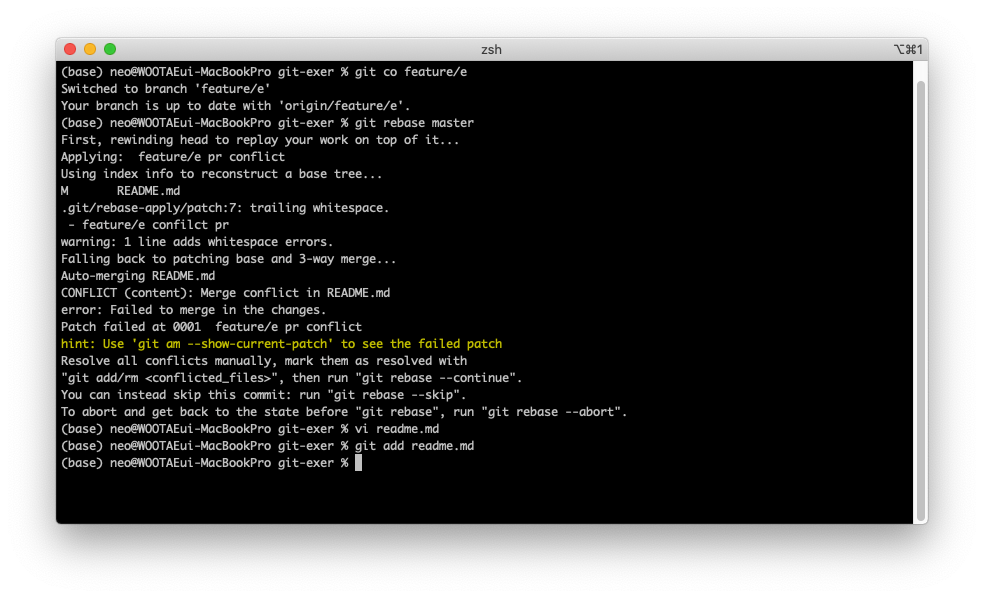 zsh
⌥⌘1
(base) neo@WOOTAEui-MacBookPro git-exer % git co feature/e
Switched to branch 'feature/e'
Your branch is up to date with 'origin/feature/e'.
(base) neo@WOOTAEui-MacBookPro git-exer % git rebase master
First, rewinding head to replay your work on top of it...
Applying:  feature/e pr conflict
Using index info to reconstruct a base tree...
M       README.md
.git/rebase-apply/patch:7: trailing whitespace.
 - feature/e confilct pr
warning: 1 line adds whitespace errors.
Falling back to patching base and 3-way merge...
Auto-merging README.md
CONFLICT (content): Merge conflict in README.md
error: Failed to merge in the changes.
Patch failed at 0001  feature/e pr conflict
hint: Use 'git am --show-current-patch' to see the failed patch
Resolve all conflicts manually, mark them as resolved with
"git add/rm <conflicted_files>", then run "git rebase --continue".
You can instead skip this commit: run "git rebase --skip".
To abort and get back to the state before "git rebase", run "git rebase --abort".
(base) neo@WOOTAEui-MacBookPro git-exer % vi readme.md
(base) neo@WOOTAEui-MacBookPro git-exer % git add readme.md
(base) neo@WOOTAEui-MacBookPro git-exer %